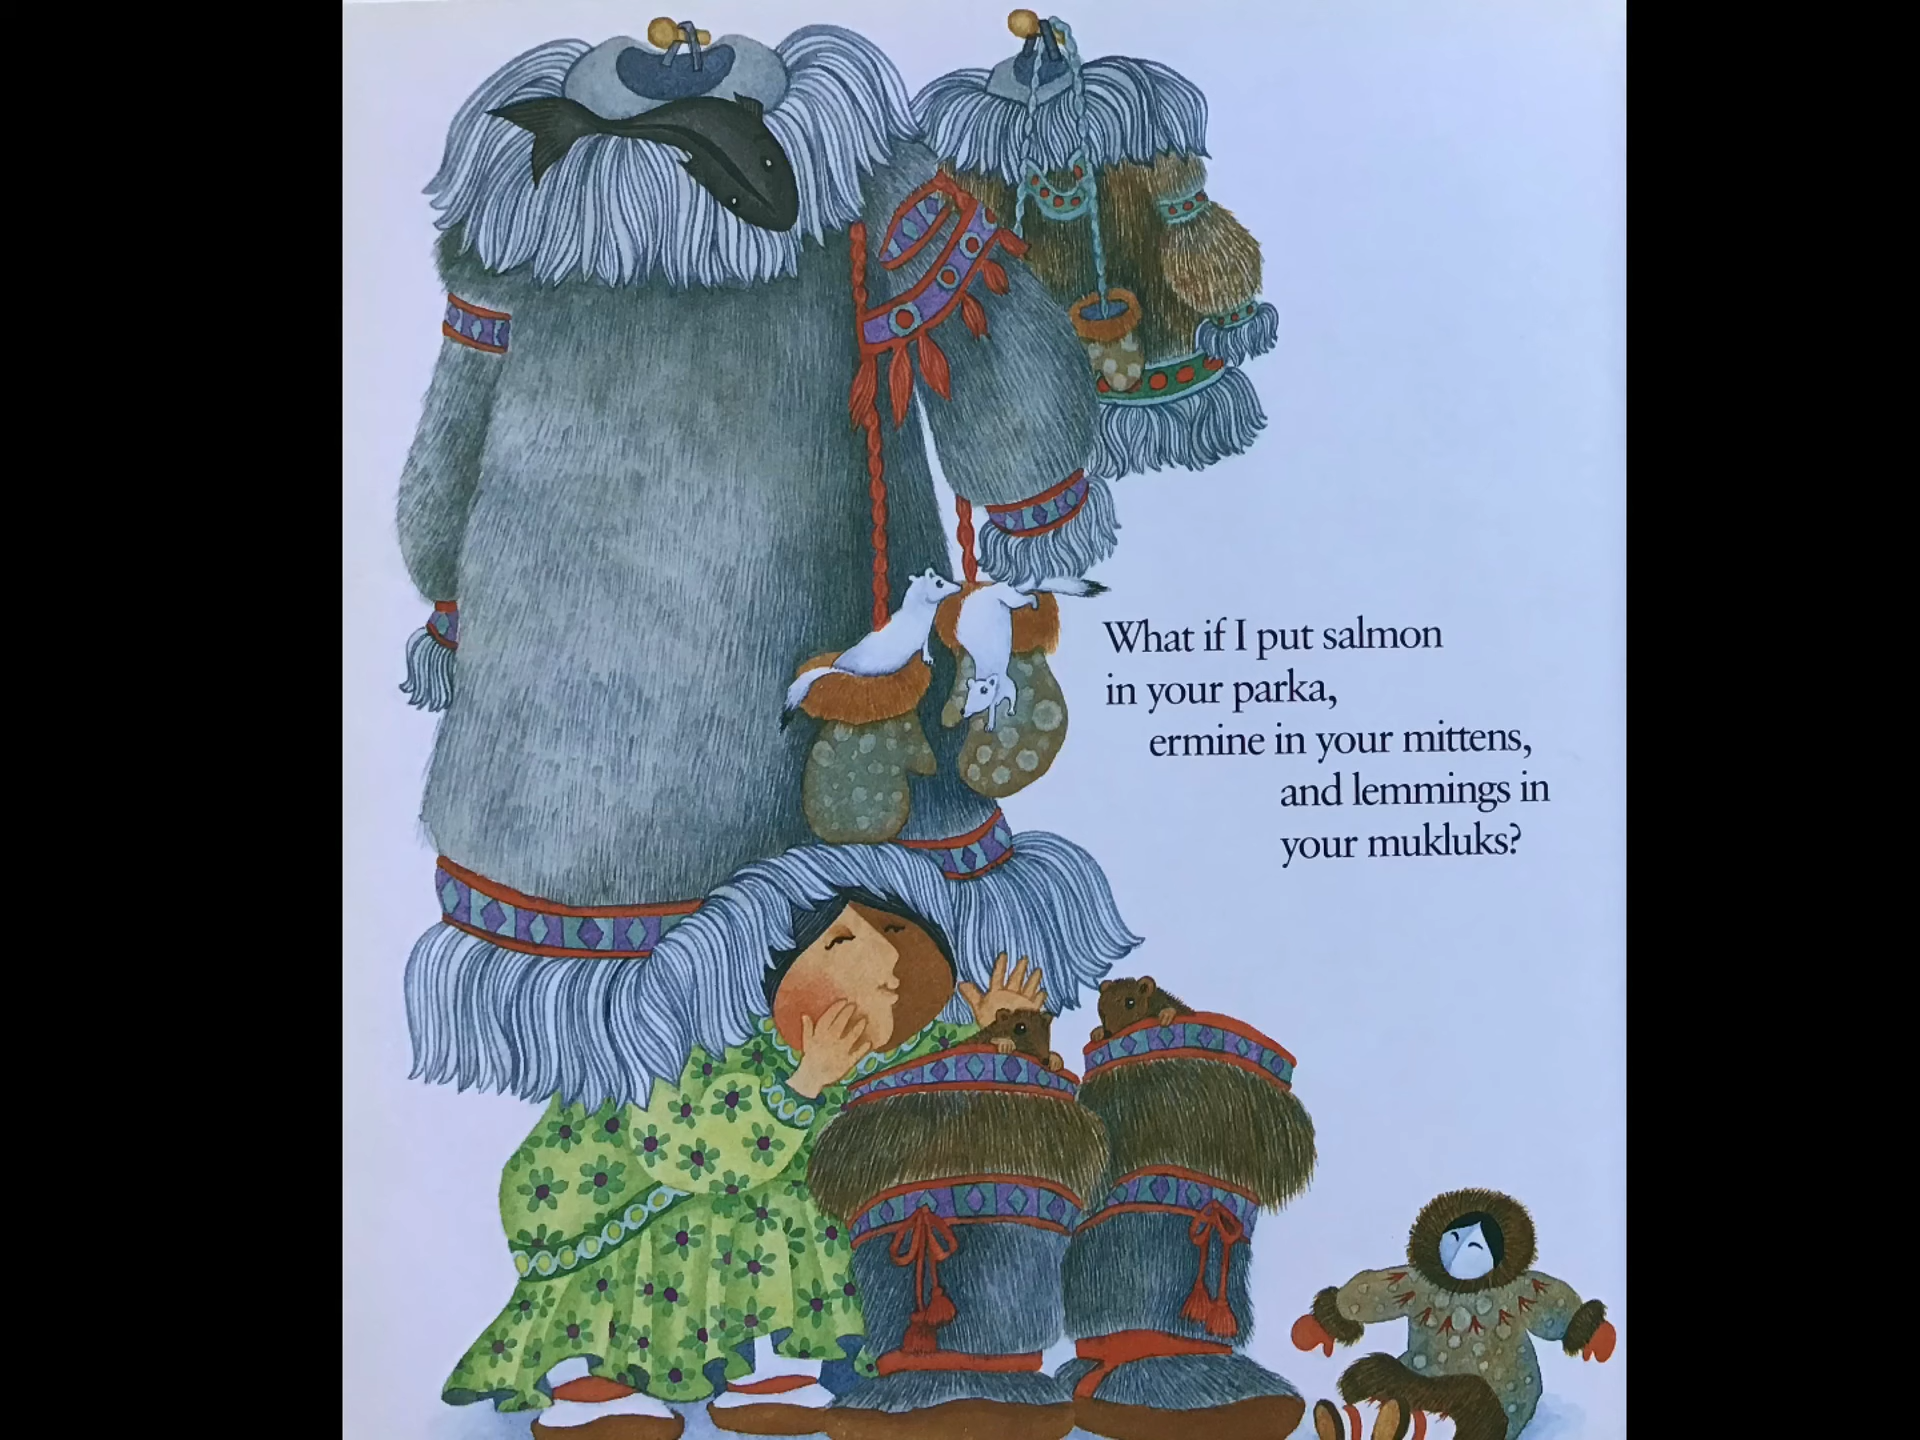 What if I put salmon
in your parka,
ermine in your mittens,
and lemmings in
your mukluks?